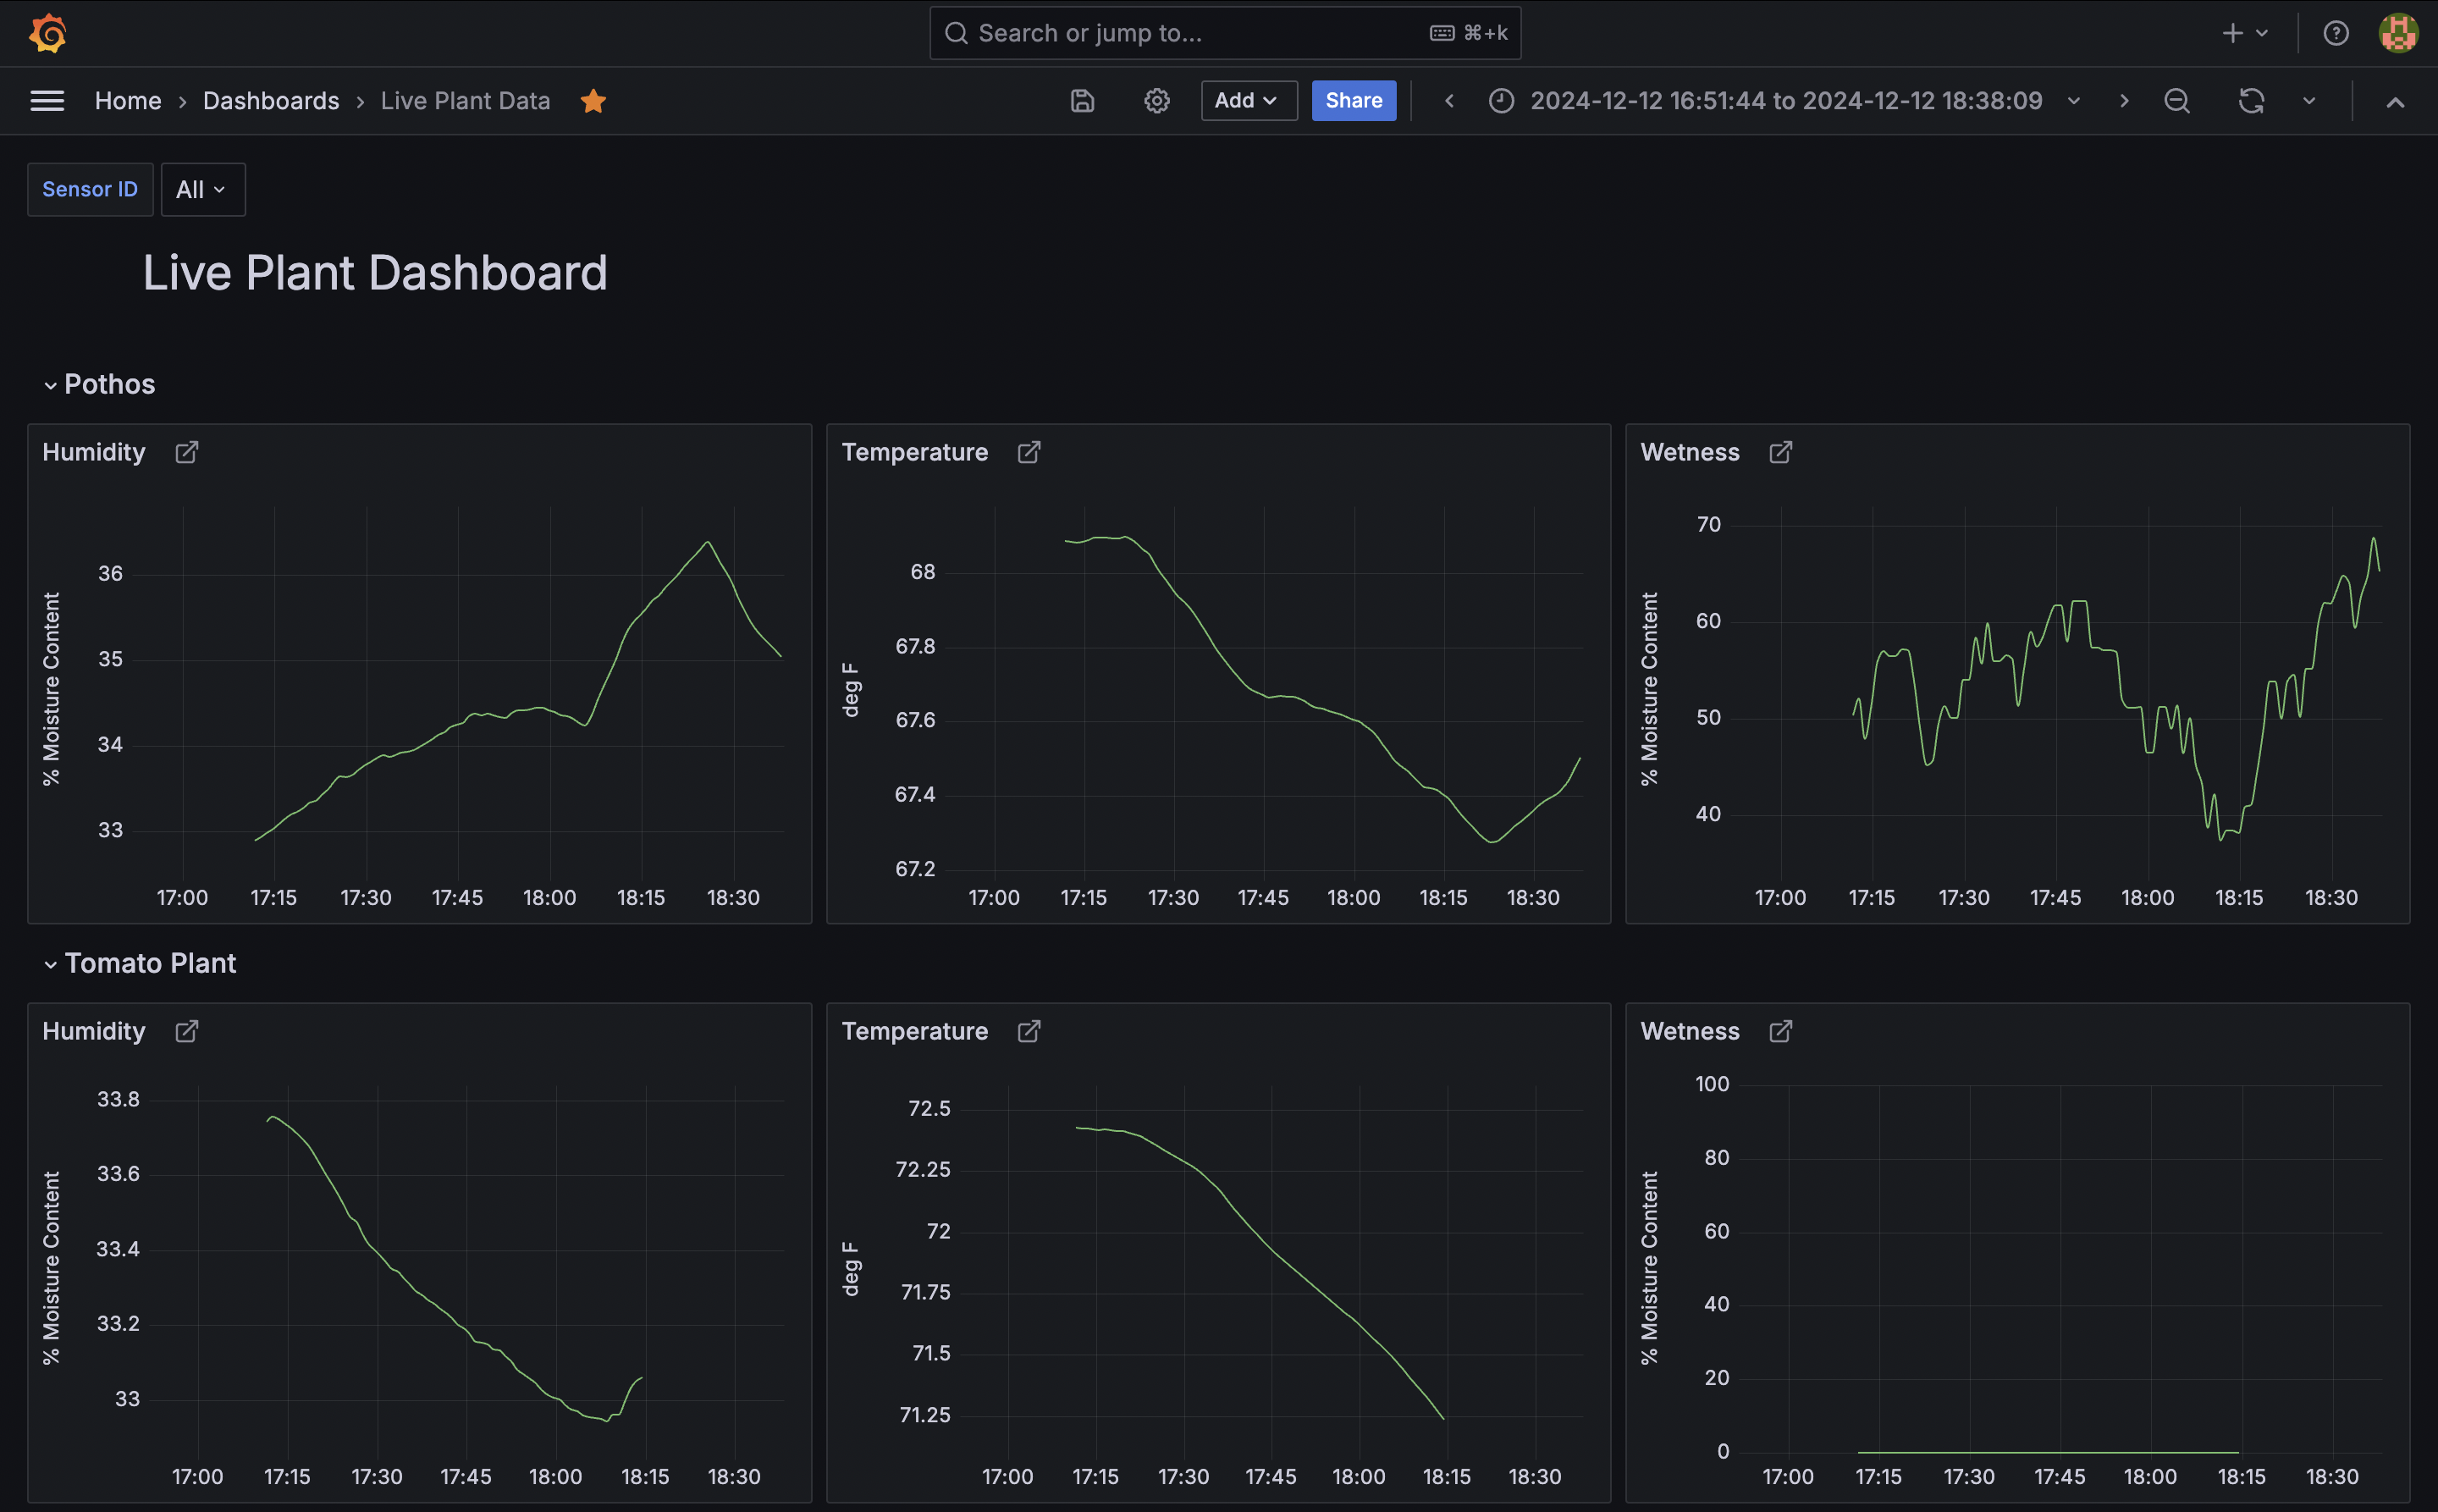 Search or jump to...
⌘+k
Home › Dashboards › Live Plant Data
Add
Share
2024-12-12 16:51:44 to 2024-12-12 18:38:09
Sensor ID
All
Live Plant Dashboard
Pothos
Humidity
% Moisture Content
36
35
34
33
17:00 17:15 17:30 17:45 18:00 18:15 18:30
Temperature
deg F
68
67.8
67.6
67.4
67.2
17:00 17:15 17:30 17:45 18:00 18:15 18:30
Wetness
% Moisture Content
70
60
50
40
17:00 17:15 17:30 17:45 18:00 18:15 18:30
Tomato Plant
Humidity
% Moisture Content
33.8
33.6
33.4
33.2
33
17:00 17:15 17:30 17:45 18:00 18:15 18:30
Temperature
deg F
72.5
72.25
72
71.75
71.5
71.25
17:00 17:15 17:30 17:45 18:00 18:15 18:30
Wetness
% Moisture Content
100
80
60
40
20
0
17:00 17:15 17:30 17:45 18:00 18:15 18:30